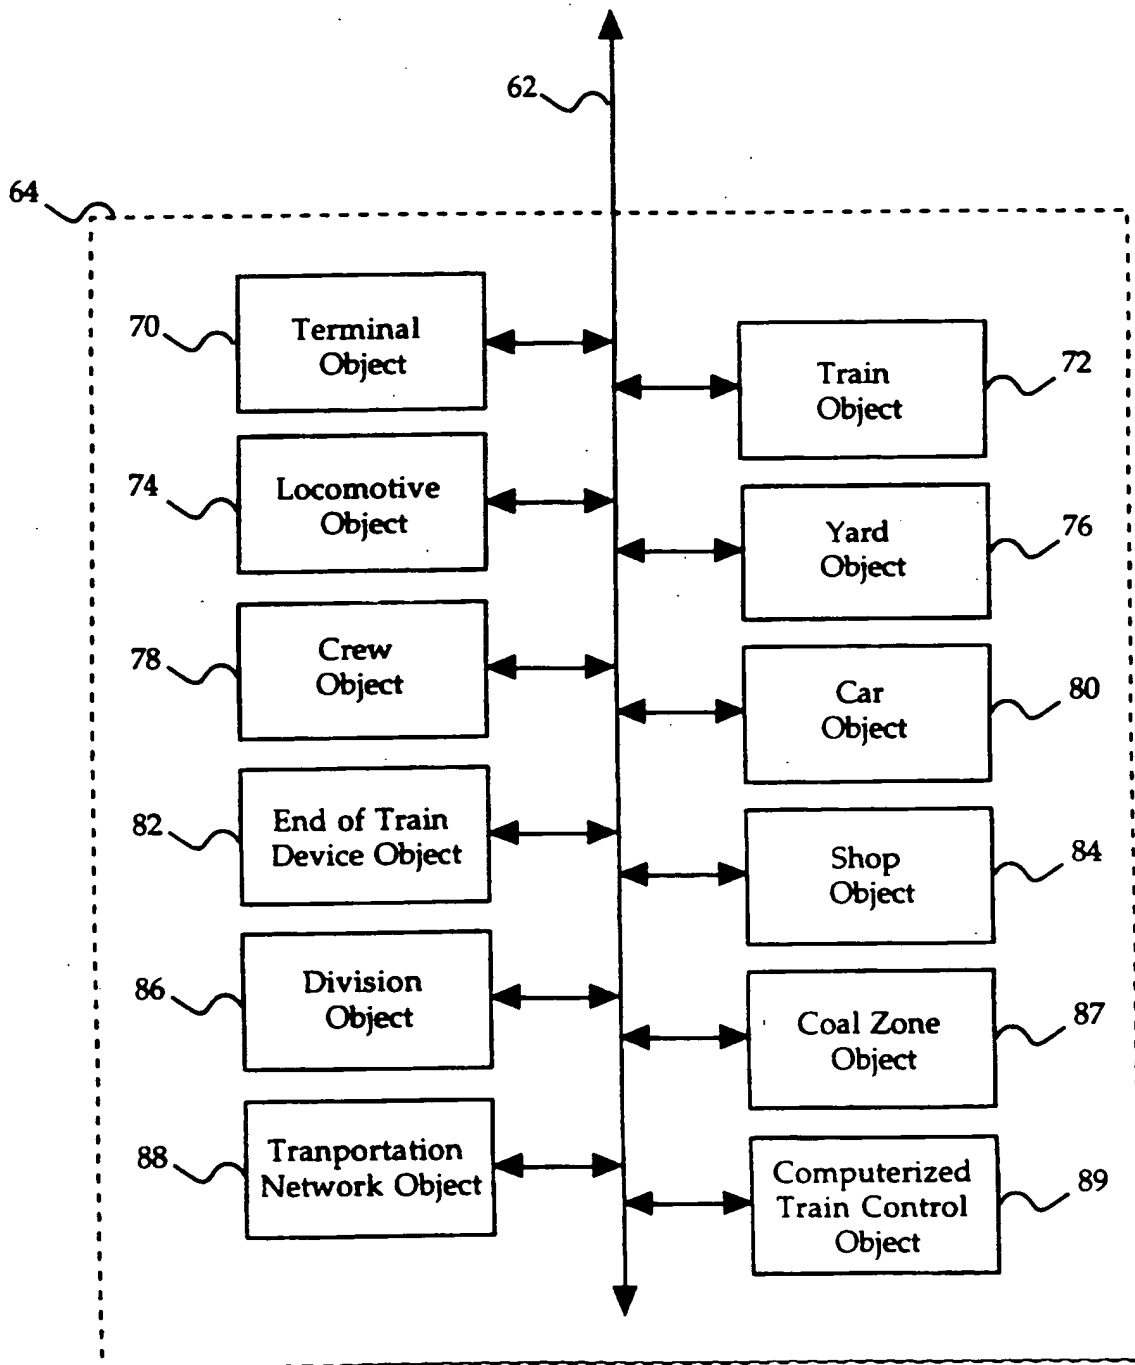 62
64
70
Terminal
Object
Train
Object
72
74
Locomotive
Object
Yard
Object
76
78
Crew
Object
Car
Object
80
82
End of Train
Device Object
Shop
Object
84
86
Division
Object
Coal Zone
Object
87
88
Tranportation
Network Object
Computerized
Train Control
Object
89